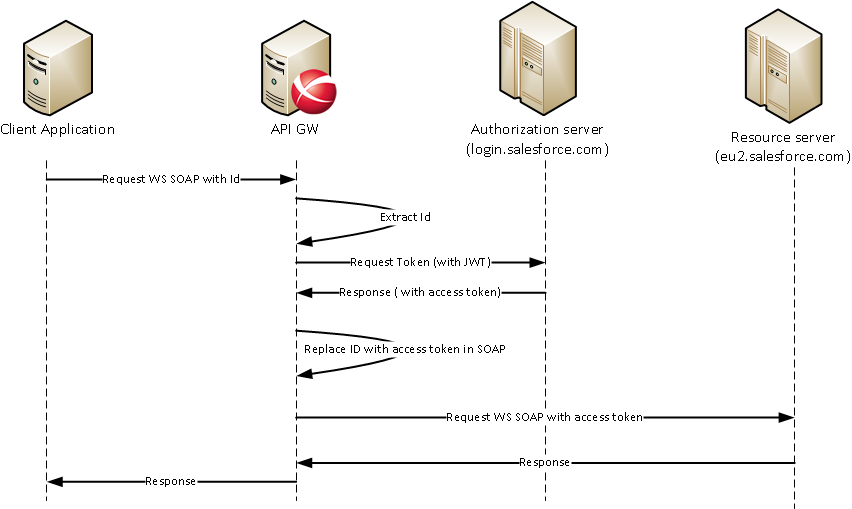 Client Application
API GW
Authorization server
(login.salesforce.com)
Resource server
(eu2.salesforce.com)
Request WS SOAP with Id
Extract Id
Request Token (with JWT)
Response ( with access token)
Replace ID with access token in SOAP
Request WS SOAP with access token
Response
Response